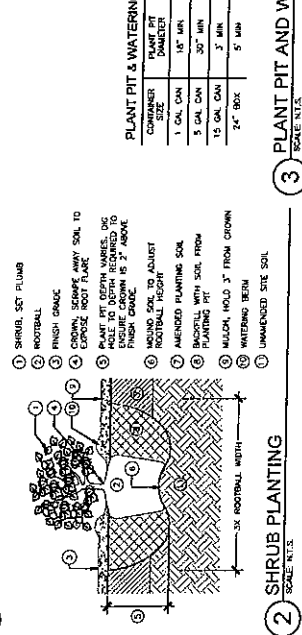 ① SHRUB, SET PLUMB
② ROOTBALL
③ FINISH GRADE
④ CROWN, SCRAPE AWAY SOIL TO
EXPOSE ROOT FLARE
⑤ PLANT PIT DEPTH VARIES. DIG
HOLE TO DEPTH REQUIRED TO
ENSURE CROWN IS 2" ABOVE
FINISH GRADE.
⑥ MOUND SOIL TO ADJUST
ROOTBALL HEIGHT
⑦ AMENDED PLANTING SOIL
⑧ BACKFILL WITH SOIL FROM
PLANTING PIT
⑨ MULCH, HOLD 3" FROM CROWN
⑩ WATERING BERM
⑪ UNAMENDED SITE SOIL
3X ROOTBALL WIDTH
② SHRUB PLANTING
SCALE: N.T.S.
PLANT PIT & WATERIN
CONTAINER SIZE PLANT PIT DIAMETER
1 GAL CAN 18" MIN
5 GAL CAN 30" MIN
15 GAL CAN 3' MIN
24" BOX 5' MIN
③ PLANT PIT AND W
SCALE: N.T.S.